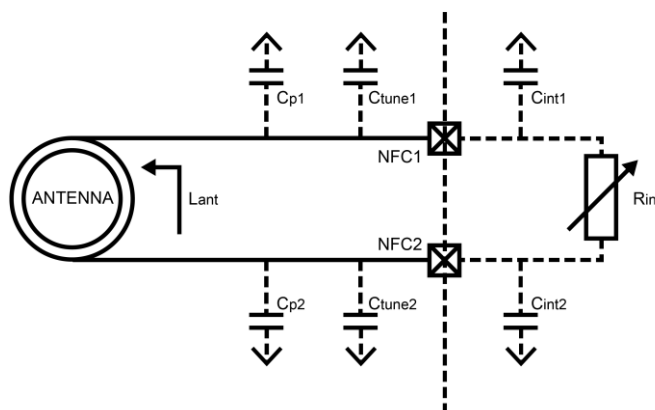 Cp1
Ctune1
Cint1
NFC1
ANTENNA
Lant
Rin
NFC2
Cp2
Ctune2
Cint2